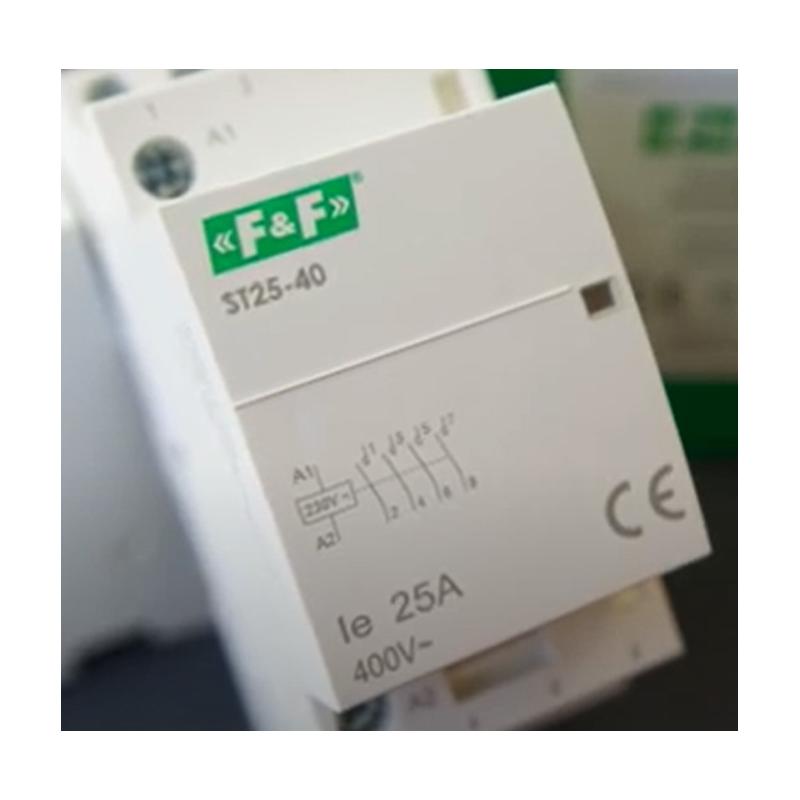 1 2
A1
«F&F»®
ST25-40
1 3 5 7
A1
230V~
2 4 6 8
A2
CE
Ie 25A
400V~
A2